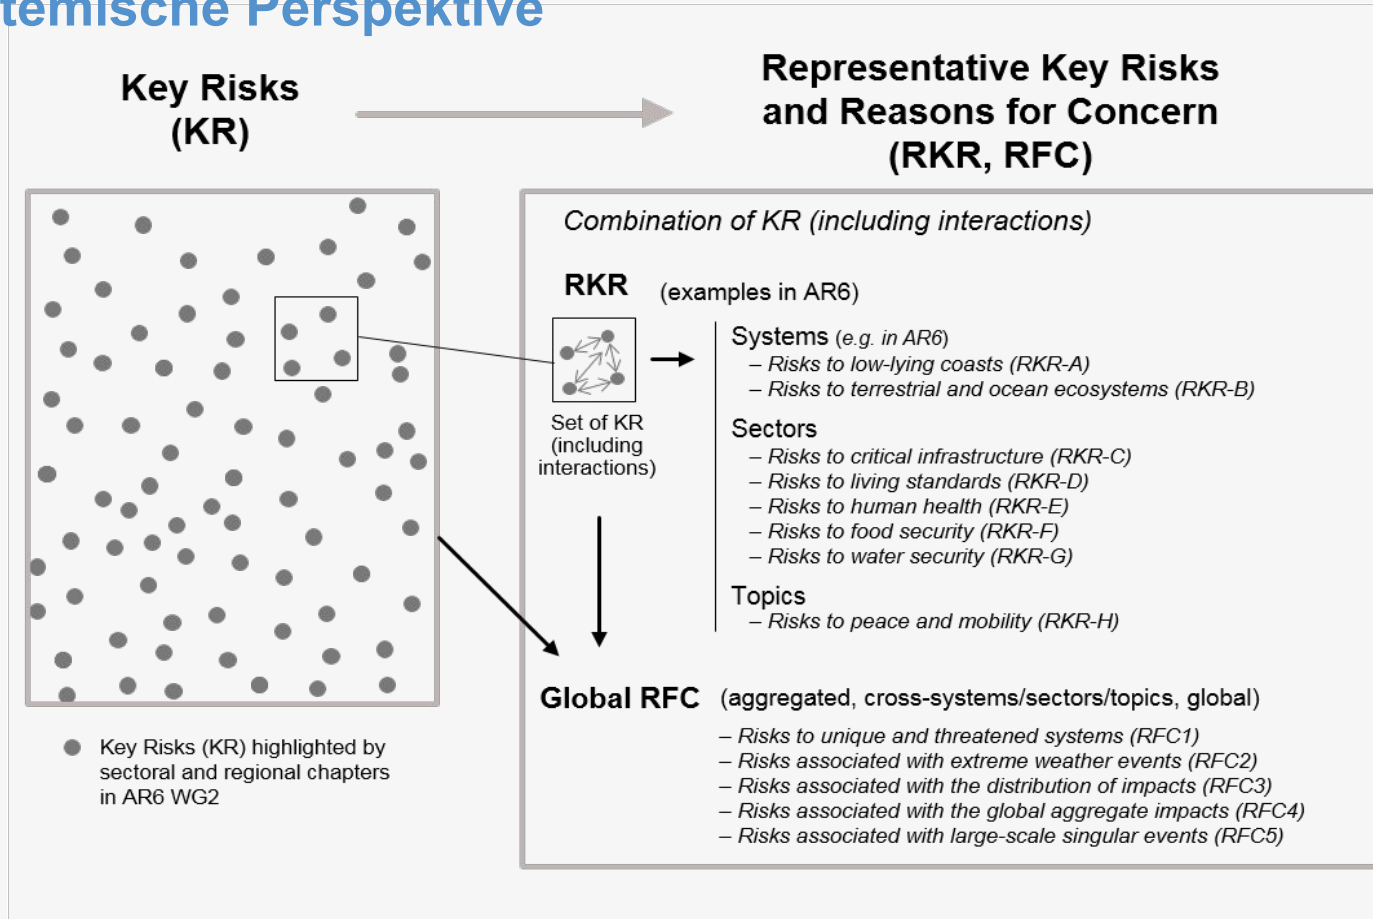 temische Perspektive
Key Risks
(KR)
Representative Key Risks
and Reasons for Concern
(RKR, RFC)
Combination of KR (including interactions)
RKR (examples in AR6)
Set of KR
(including
interactions)
Systems (e.g. in AR6)
– Risks to low-lying coasts (RKR-A)
– Risks to terrestrial and ocean ecosystems (RKR-B)
Sectors
– Risks to critical infrastructure (RKR-C)
– Risks to living standards (RKR-D)
– Risks to human health (RKR-E)
– Risks to food security (RKR-F)
– Risks to water security (RKR-G)
Topics
– Risks to peace and mobility (RKR-H)
Global RFC (aggregated, cross-systems/sectors/topics, global)
– Risks to unique and threatened systems (RFC1)
– Risks associated with extreme weather events (RFC2)
– Risks associated with the distribution of impacts (RFC3)
– Risks associated with the global aggregate impacts (RFC4)
– Risks associated with large-scale singular events (RFC5)
Key Risks (KR) highlighted by
sectoral and regional chapters
in AR6 WG2